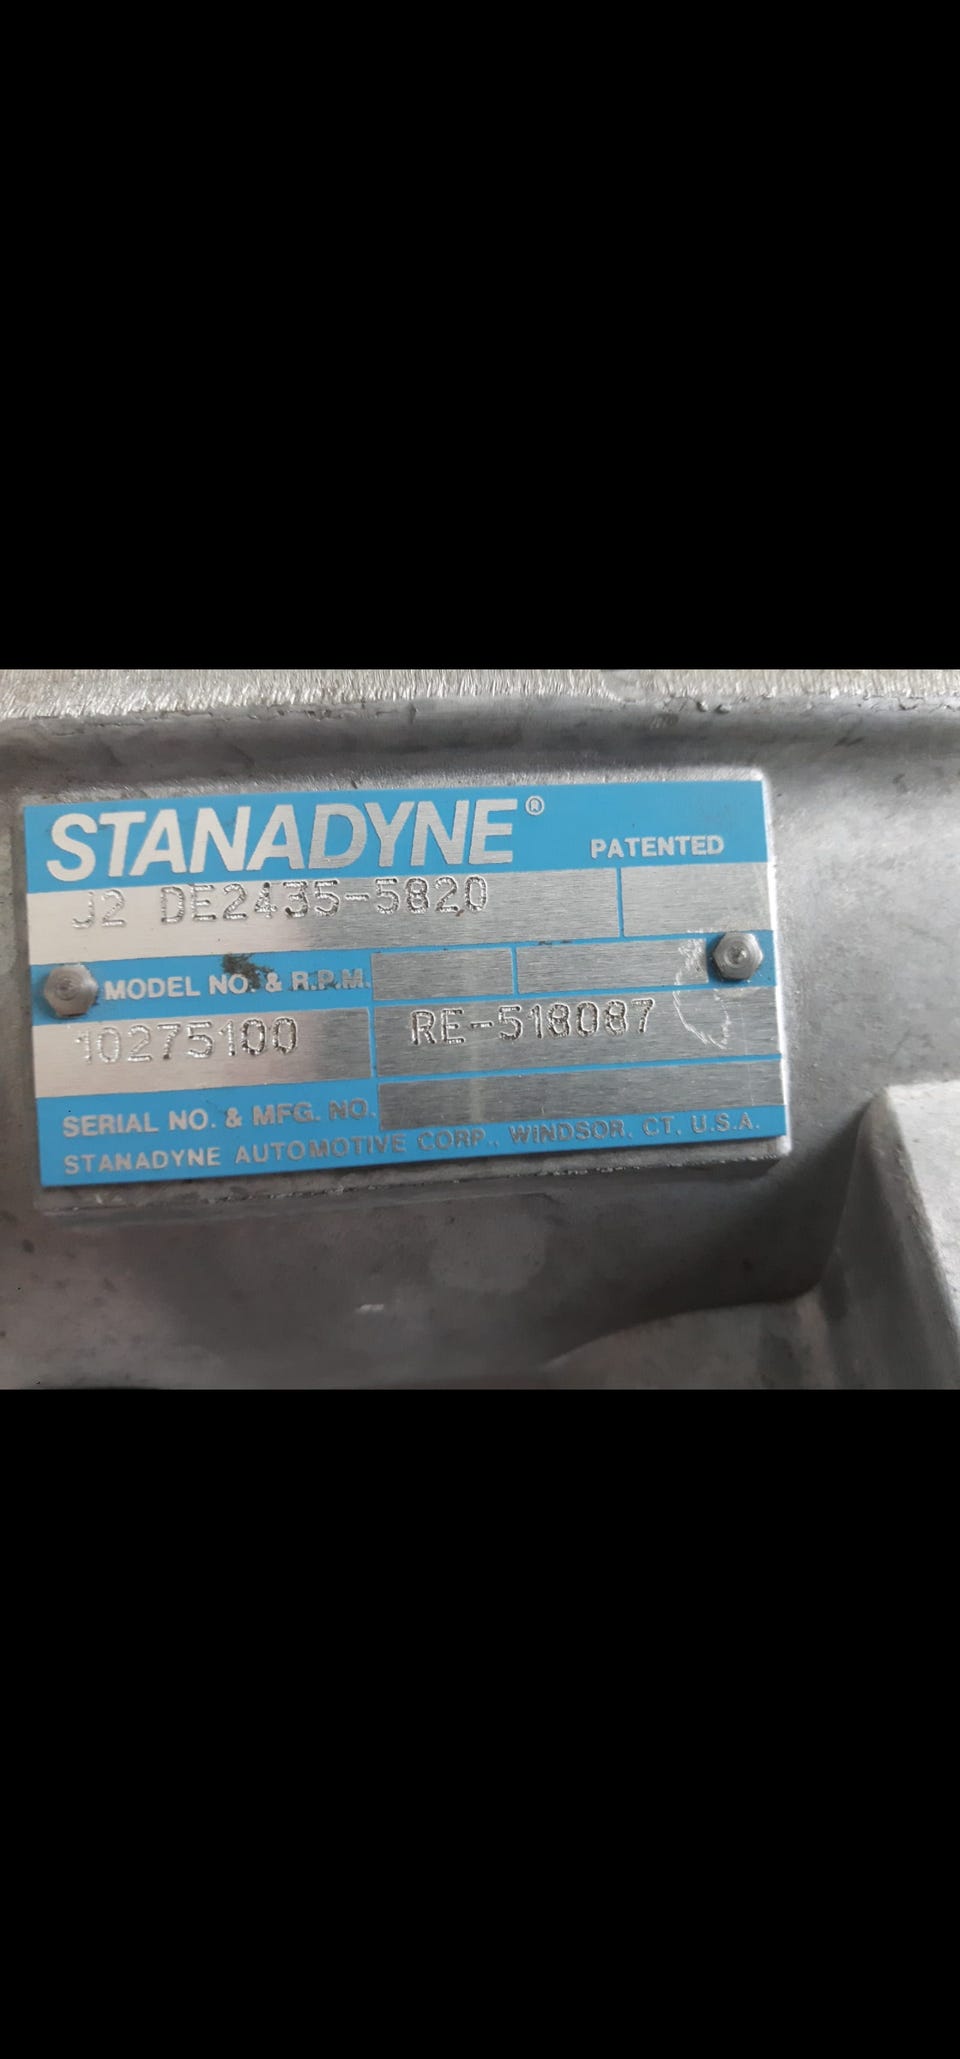 STANADYNE®
PATENTED
J2 DE2435-5820
MODEL NO. & R.P.M.
10275100 RE-518087
SERIAL NO. & MFG. NO.
STANADYNE AUTOMOTIVE CORP., WINDSOR, CT. U.S.A.